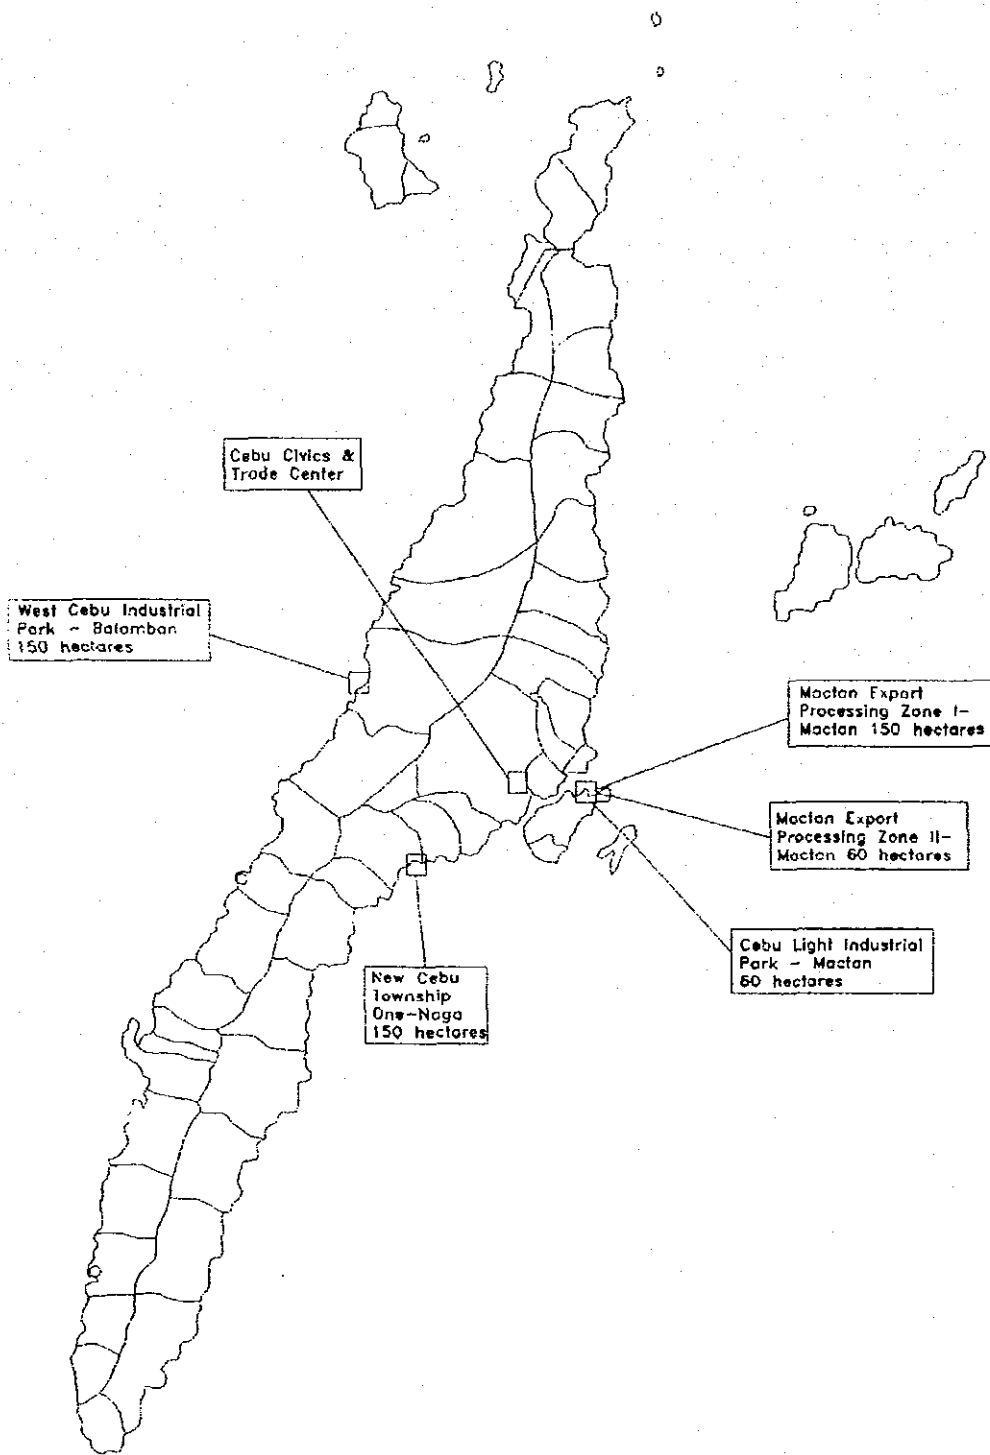 Cebu Civics &
Trade Center
West Cebu Industrial
Park - Balamban
150 hectares
Mactan Export
Processing Zone I-
Mactan 150 hectares
Mactan Export
Processing Zone II-
Mactan 60 hectares
Cebu Light Industrial
Park - Mactan
60 hectares
New Cebu
Township
One-Naga
150 hectares